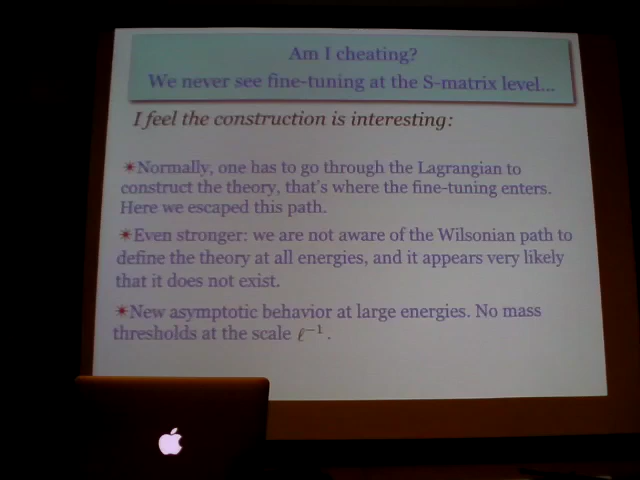 Am I cheating?
We never see fine-tuning at the S-matrix level...
I feel the construction is interesting:
✴Normally, one has to go through the Lagrangian to
construct the theory, that's where the fine-tuning enters.
Here we escaped this path.
✴Even stronger: we are not aware of the Wilsonian path to
define the theory at all energies, and it appears very likely
that it does not exist.
✴New asymptotic behavior at large energies. No mass
thresholds at the scale ℓ⁻¹.